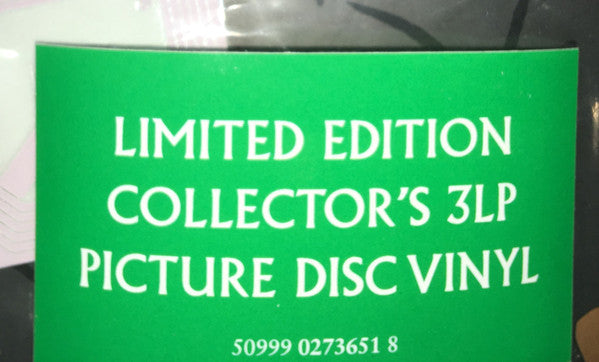 LIMITED EDITION
COLLECTOR'S 3LP
PICTURE DISC VINYL
50999 0273651 8